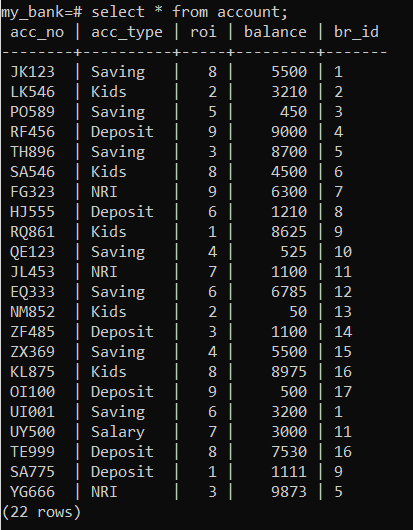 my_bank=# select * from account;
 acc_no | acc_type | roi | balance | br_id
--------+----------+-----+---------+-------
 JK123  | Saving   |   8 |    5500 | 1
 LK546  | Kids     |   2 |    3210 | 2
 PO589  | Saving   |   5 |     450 | 3
 RF456  | Deposit  |   9 |    9000 | 4
 TH896  | Saving   |   3 |    8700 | 5
 SA546  | Kids     |   8 |    4500 | 6
 FG323  | NRI      |   9 |    6300 | 7
 HJ555  | Deposit  |   6 |    1210 | 8
 RQ861  | Kids     |   1 |    8625 | 9
 QE123  | Saving   |   4 |     525 | 10
 JL453  | NRI      |   7 |    1100 | 11
 EQ333  | Saving   |   6 |    6785 | 12
 NM852  | Kids     |   2 |      50 | 13
 ZF485  | Deposit  |   3 |    1100 | 14
 ZX369  | Saving   |   4 |    5500 | 15
 KL875  | Kids     |   8 |    8975 | 16
 OI100  | Deposit  |   9 |     500 | 17
 UI001  | Saving   |   6 |    3200 | 1
 UY500  | Salary   |   7 |    3000 | 11
 TE999  | Deposit  |   8 |    7530 | 16
 SA775  | Deposit  |   1 |    1111 | 9
 YG666  | NRI      |   3 |    9873 | 5
(22 rows)